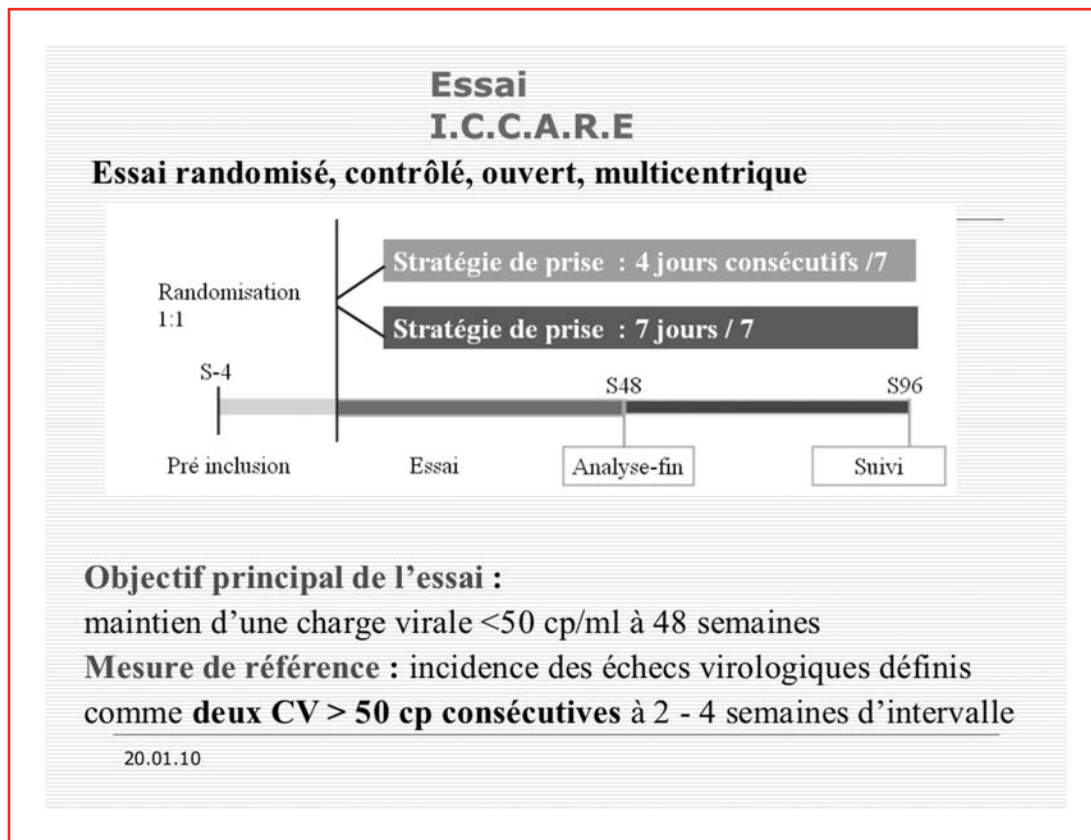 Essai
I.C.C.A.R.E
Essai randomisé, contrôlé, ouvert, multicentrique
Stratégie de prise : 4 jours consécutifs /7
Randomisation
1:1
Stratégie de prise : 7 jours / 7
S-4
S48
S96
Pré inclusion
Essai
Analyse-fin
Suivi
Objectif principal de l’essai :
maintien d’une charge virale <50 cp/ml à 48 semaines
Mesure de référence : incidence des échecs virologiques définis
comme deux CV > 50 cp consécutives à 2 - 4 semaines d’intervalle
20.01.10